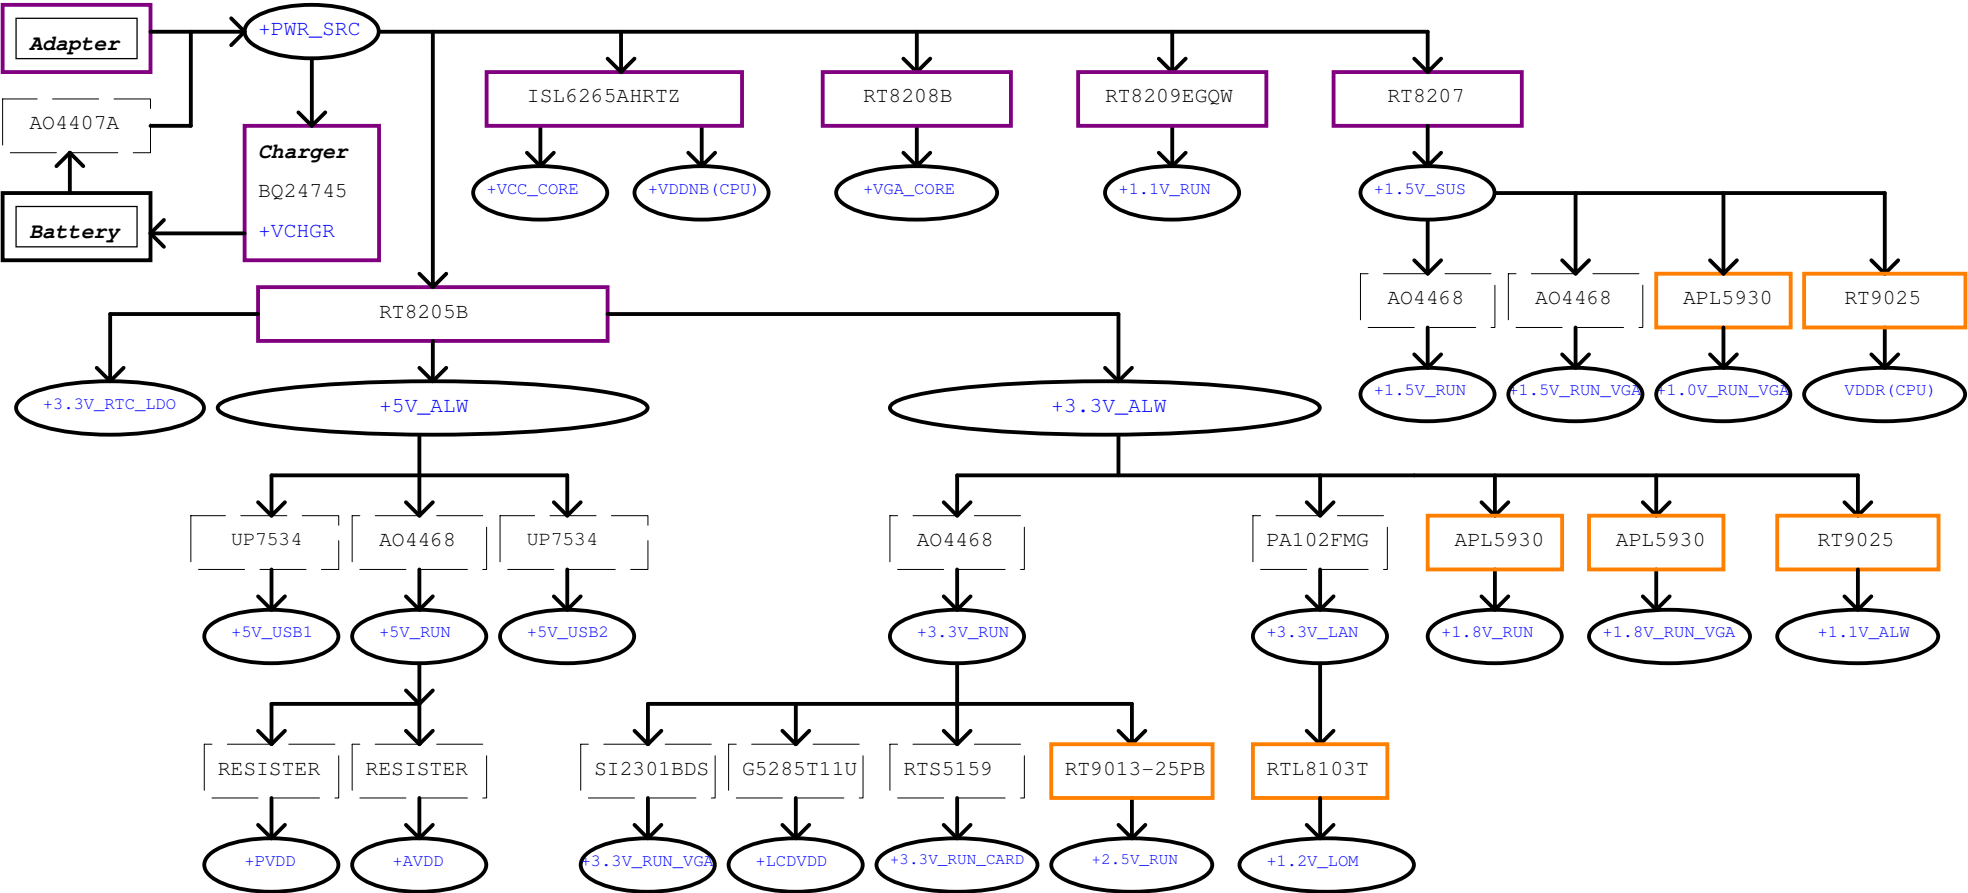 Adapter
+PWR_SRC
ISL6265AHRTZ
RT8208B
RT8209EGQW
RT8207
AO4407A
Charger
BQ24745
+VCHGR
Battery
+VCC_CORE
+VDDNB(CPU)
+VGA_CORE
+1.1V_RUN
+1.5V_SUS
RT8205B
AO4468
AO4468
APL5930
RT9025
+3.3V_RTC_LDO
+5V_ALW
+3.3V_ALW
+1.5V_RUN
+1.5V_RUN_VGA
+1.0V_RUN_VGA
VDDR(CPU)
UP7534
AO4468
UP7534
AO4468
PA102FMG
APL5930
APL5930
RT9025
+5V_USB1
+5V_RUN
+5V_USB2
+3.3V_RUN
+3.3V_LAN
+1.8V_RUN
+1.8V_RUN_VGA
+1.1V_ALW
RESISTER
RESISTER
SI2301BDS
G5285T11U
RTS5159
RT9013-25PB
RTL8103T
+PVDD
+AVDD
+3.3V_RUN_VGA
+LCDVDD
+3.3V_RUN_CARD
+2.5V_RUN
+1.2V_LOM